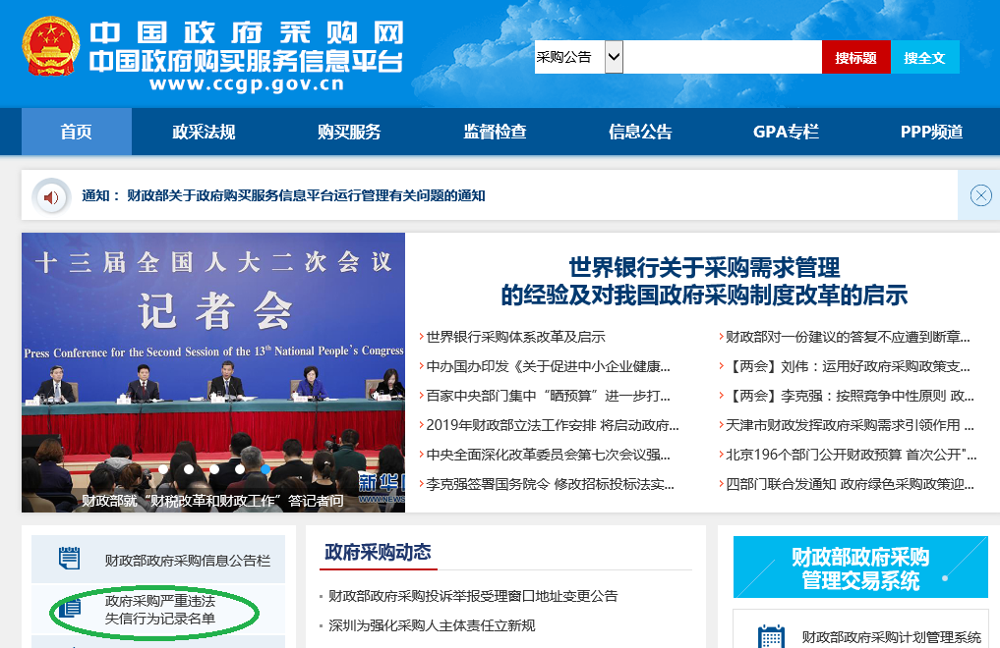 中国政府采购网
中国政府购买服务信息平台
www.ccgp.gov.cn
采购公告
搜标题
搜全文
首页
政采法规
购买服务
监督检查
信息公告
GPA专栏
PPP频道
通知： 财政部关于政府购买服务信息平台运行管理有关问题的通知
十三届全国人大二次会议
记者会
Press Conference for the Second Session of the 13th National People's Congress
财政部就“财税改革和财政工作”答记者问
世界银行关于采购需求管理
的经验及对我国政府采购制度改革的启示
世界银行采购体系改革及启示
中办国办印发《关于促进中小企业健康...
百家中央部门集中“晒预算”进一步打...
2019年财政部立法工作安排 将启动政府...
中央全面深化改革委员会第七次会议强...
李克强签署国务院令 修改招标投标法实...
财政部对一份建议的答复不应遭到断章...
【两会】刘伟：运用好政府采购政策支...
【两会】李克强：按照竞争中性原则 政...
天津市财政发挥政府采购需求引领作用 ...
北京196个部门公开财政预算 首次公开"...
四部门联合发通知 政府绿色采购政策迎...
财政部政府采购信息公告栏
政府采购严重违法
失信行为记录名单
政府采购动态
财政部政府采购投诉举报受理窗口地址变更公告
深圳为强化采购人主体责任立新规
财政部政府采购
管理交易系统
财政部政府采购计划管理系统